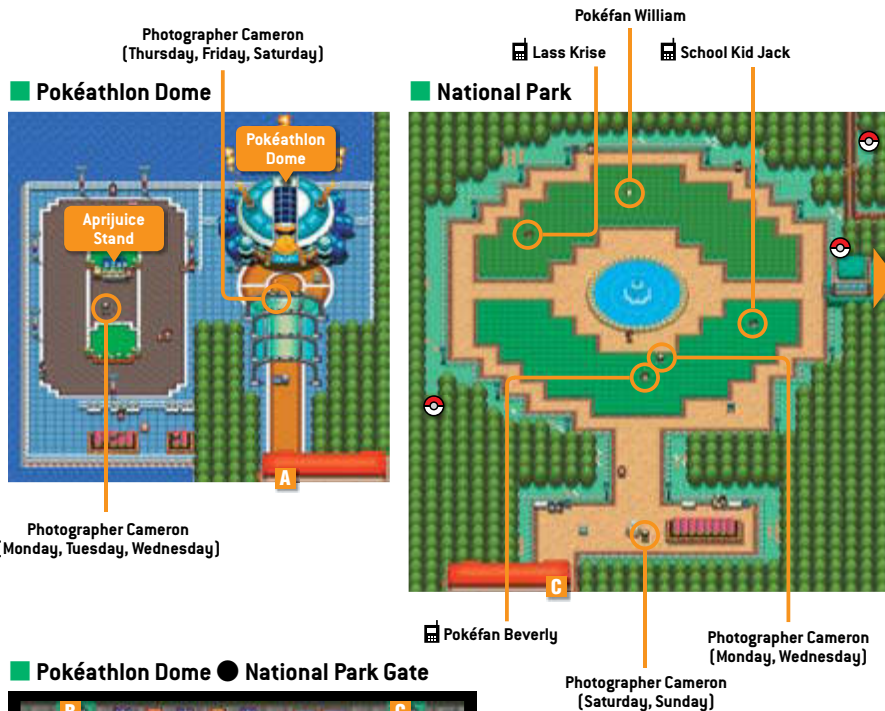 Photographer Cameron
(Thursday, Friday, Saturday)
Pokéfan William
Lass Krise
School Kid Jack
Pokéathlon Dome
National Park
Pokéathlon
Dome
Aprijuice
Stand
A
C
Photographer Cameron
(Monday, Tuesday, Wednesday)
Pokéfan Beverly
Photographer Cameron
(Monday, Wednesday)
Photographer Cameron
(Saturday, Sunday)
Pokéathlon Dome ● National Park Gate
B
C